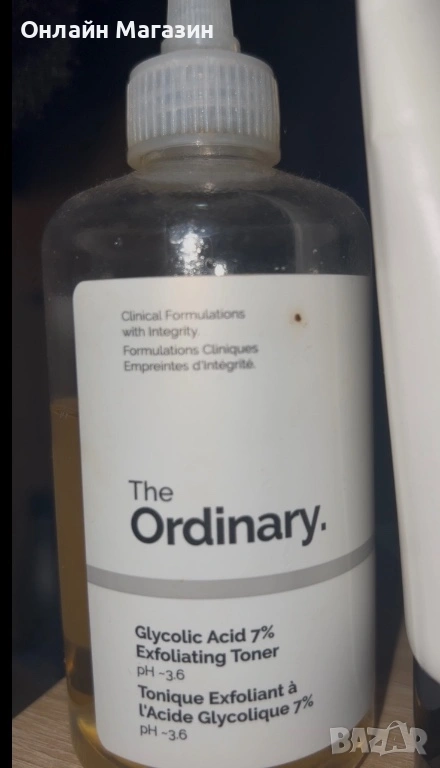 Онлайн Магазин
Clinical Formulations
with Integrity.
Formulations Cliniques
Empreintes d'Intégrité.
The
Ordinary.
Glycolic Acid 7%
Exfoliating Toner
pH ~3.6
Tonique Exfoliant à
l'Acide Glycolique 7%
pH ~3.6
BAZAR